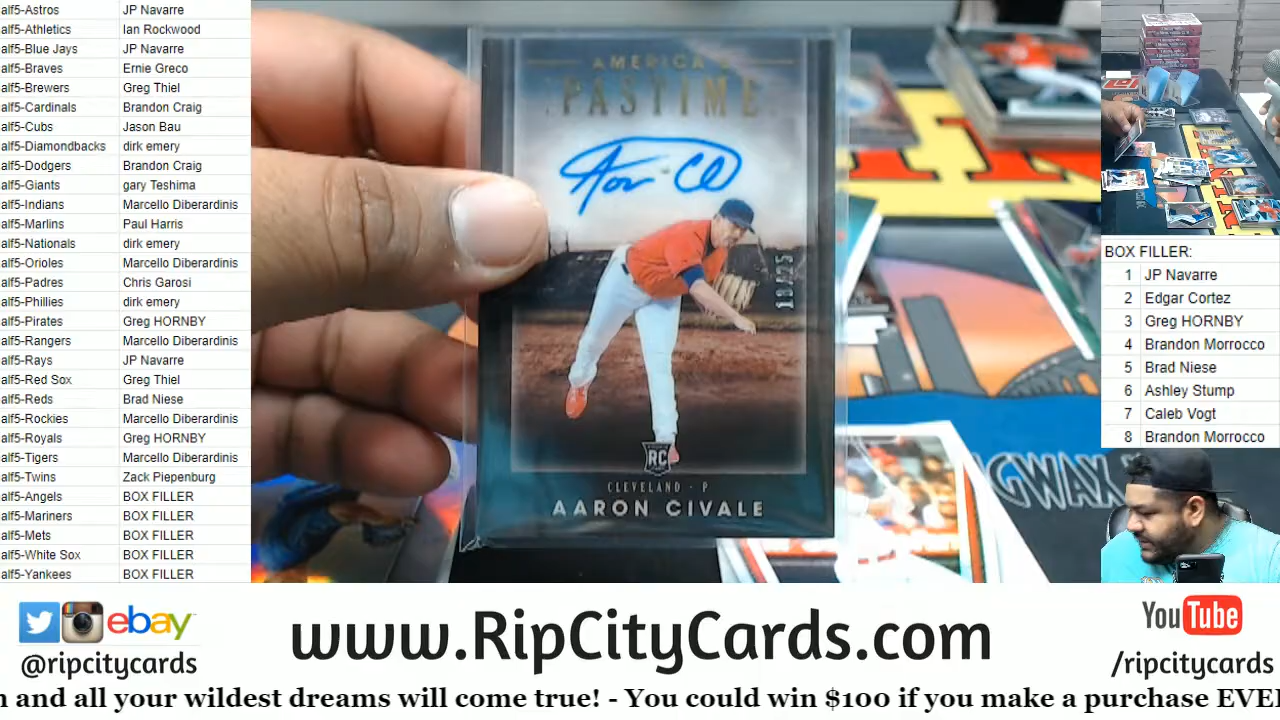 alf5-Astros JP Navarre
alf5-Athletics Ian Rockwood
alf5-Blue Jays JP Navarre
alf5-Braves Ernie Greco
alf5-Brewers Greg Thiel
alf5-Cardinals Brandon Craig
alf5-Cubs Jason Bau
alf5-Diamondbacks dirk emery
alf5-Dodgers Brandon Craig
alf5-Giants gary Teshima
alf5-Indians Marcello Diberardinis
alf5-Marlins Paul Harris
alf5-Nationals dirk emery
alf5-Orioles Marcello Diberardinis
alf5-Padres Chris Garosi
alf5-Phillies dirk emery
alf5-Pirates Greg HORNBY
alf5-Rangers Marcello Diberardinis
alf5-Rays JP Navarre
alf5-Red Sox Greg Thiel
alf5-Reds Brad Niese
alf5-Rockies Marcello Diberardinis
alf5-Royals Greg HORNBY
alf5-Tigers Marcello Diberardinis
alf5-Twins Zack Piepenburg
alf5-Angels BOX FILLER
alf5-Mariners BOX FILLER
alf5-Mets BOX FILLER
alf5-White Sox BOX FILLER
alf5-Yankees BOX FILLER
AMERICA
PASTIME
RC
CLEVELAND - P
AARON CIVALE
GWAX
BOX FILLER:
1 JP Navarre
2 Edgar Cortez
3 Greg HORNBY
4 Brandon Morrocco
5 Brad Niese
6 Ashley Stump
7 Caleb Vogt
8 Brandon Morrocco
ebay
@ripcitycards
www.RipCityCards.com
YouTube
/ripcitycards
n and all your wildest dreams will come true! - You could win $100 if you make a purchase EVE